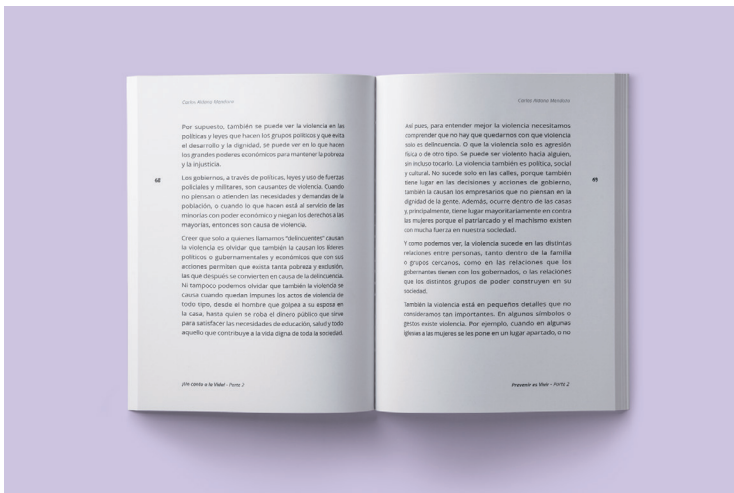 Carlos Aldana Mendoza
Por supuesto, también se puede ver la violencia en las
políticas y leyes que hacen los grupos políticos y que evita
el desarrollo y la dignidad, se puede ver en lo que hacen
los grandes poderes económicos para mantener la pobreza
y la injusticia.
Los gobiernos, a través de políticas, leyes y uso de fuerzas
policiales y militares, son causantes de violencia. Cuando
no piensan o atienden las necesidades y demandas de la
población, o cuando lo que hacen está al servicio de las
minorías con poder económico y niegan los derechos a las
mayorías, entonces son causa de violencia.
Creer que solo a quienes llamamos "delincuentes" causan
la violencia es olvidar que también la causan los líderes
políticos o gubernamentales y económicos que con sus
acciones permiten que exista tanta pobreza y exclusión,
las que después se convierten en causa de la delincuencia.
Ni tampoco podemos olvidar que también la violencia se
causa cuando quedan impunes los actos de violencia de
todo tipo, desde el hombre que golpea a su esposa en
la casa, hasta quien se roba el dinero público que sirve
para satisfacer las necesidades de educación, salud y todo
aquello que contribuye a la vida digna de toda la sociedad.
68
¡Un canto a la Vida! - Parte 2
Carlos Aldana Mendoza
Así pues, para entender mejor la violencia necesitamos
comprender que no hay que quedarnos con que violencia
solo es delincuencia. O que la violencia solo es agresión
física o de otro tipo. Se puede ser violento hacia alguien,
sin incluso tocarlo. La violencia también es política, social
y cultural. No sucede solo en las calles, porque también
tiene lugar en las decisiones y acciones de gobierno,
también la causan los empresarios que no piensan en la
dignidad de la gente. Además, ocurre dentro de las casas
y, principalmente, tiene lugar mayoritariamente en contra
las mujeres porque el patriarcado y el machismo existen
con mucha fuerza en nuestra sociedad.
Y como podemos ver, la violencia sucede en las distintas
relaciones entre personas, tanto dentro de la familia
o grupos cercanos, como en las relaciones que los
gobernantes tienen con los gobernados, o las relaciones
que los distintos grupos de poder construyen en su
sociedad.
También la violencia está en pequeños detalles que no
consideramos tan importantes. En algunos símbolos o
gestos existe violencia. Por ejemplo, cuando en algunas
iglesias a las mujeres se les pone en un lugar apartado, o no
69
Prevenir es Vivir - Parte 2